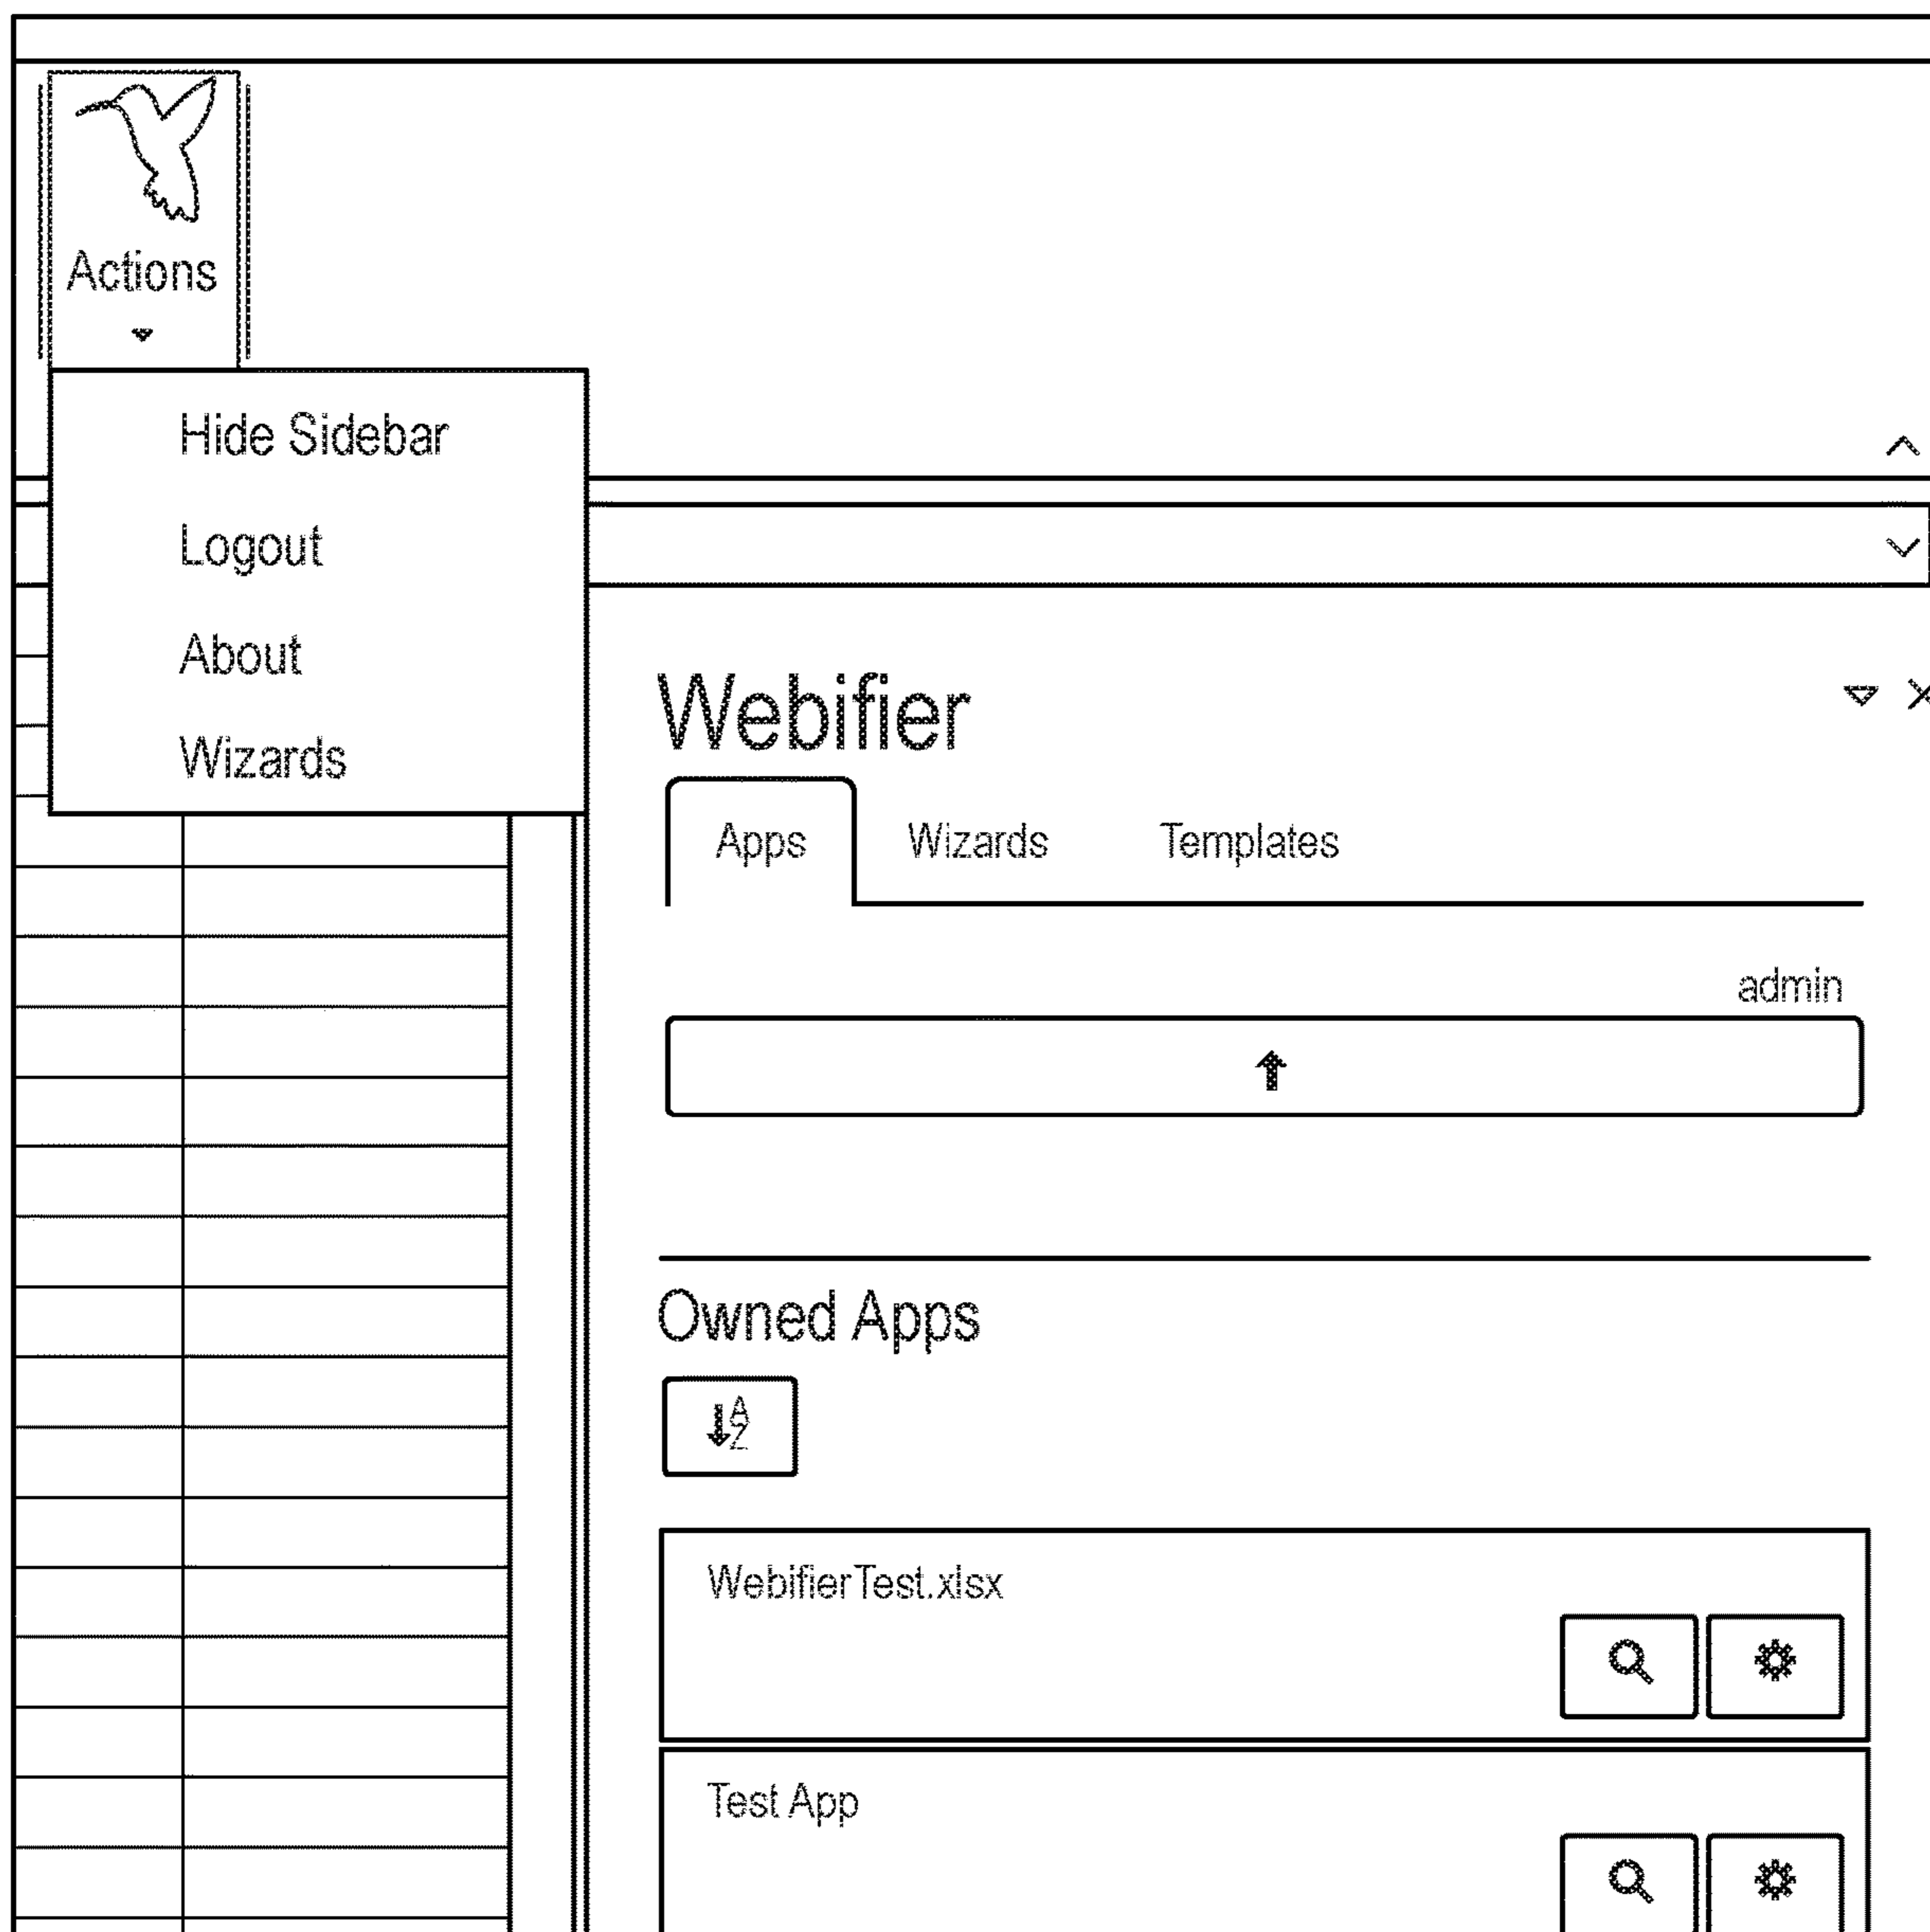 Actions
Hide Sidebar
Logout
About
Wizards
Webifier
Apps Wizards Templates
admin
Owned Apps
A
Z
WebifierTest.xlsx
Test App